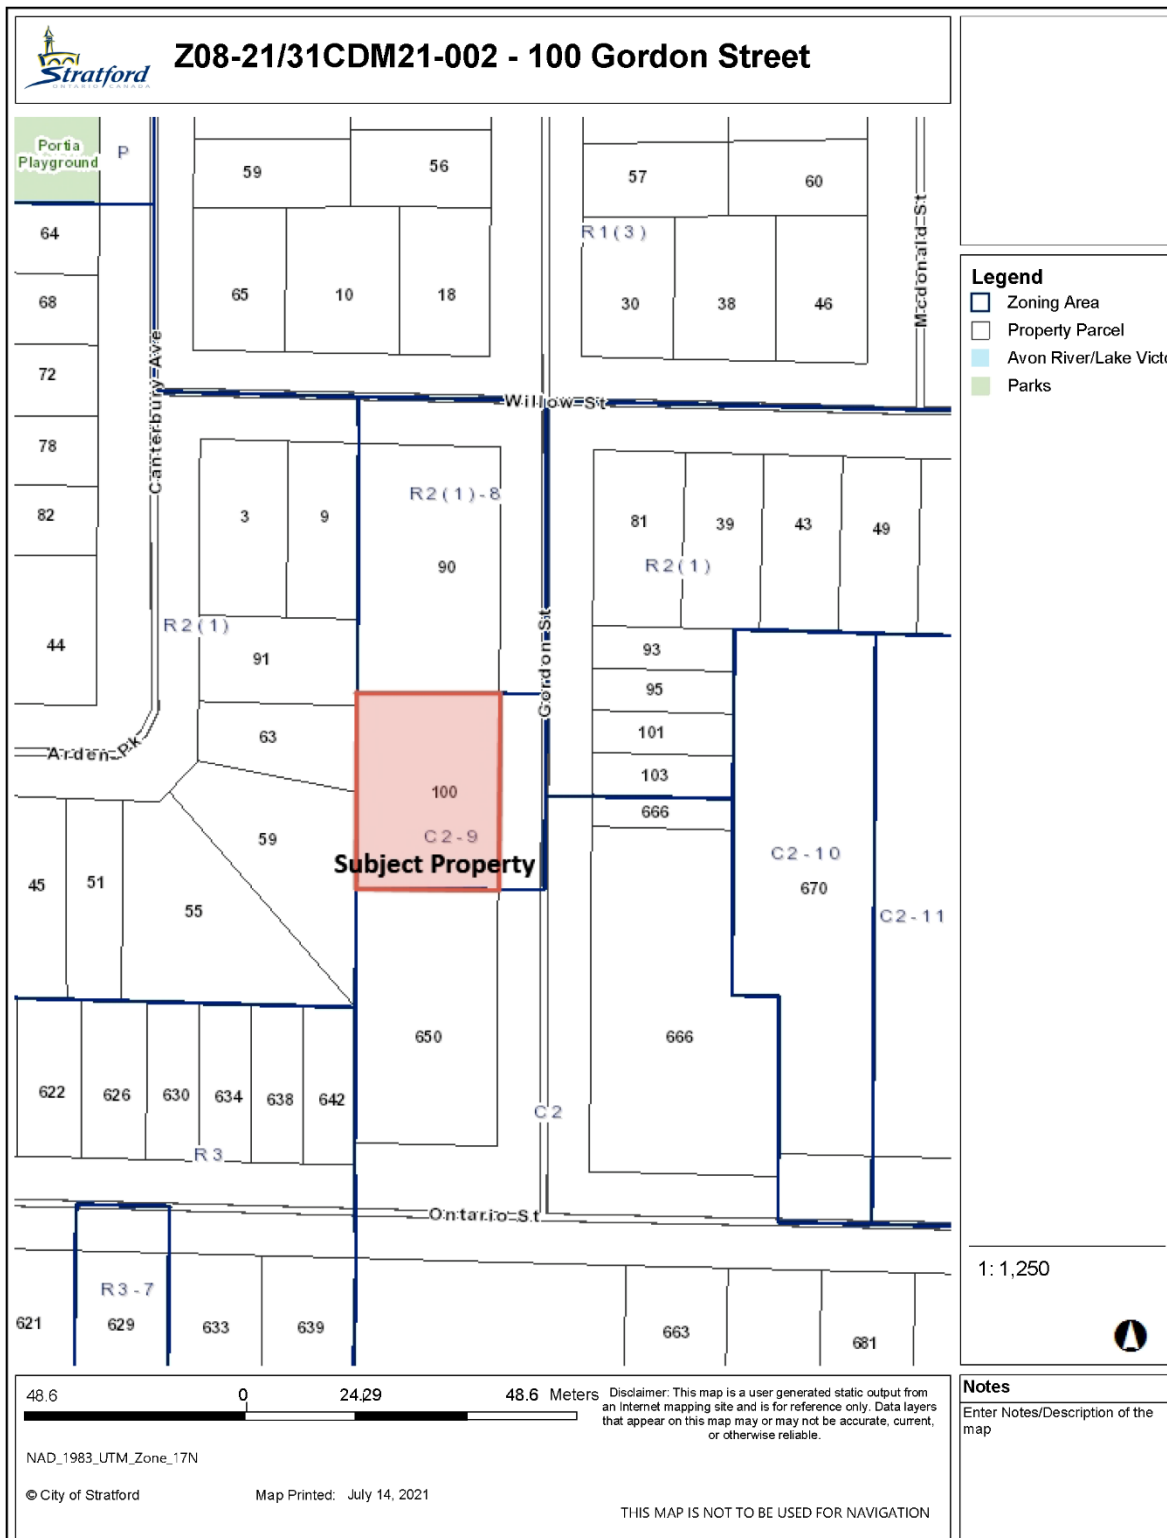 Stratford
ONTARIO CANADA
Z08-21/31CDM21-002 - 100 Gordon Street
Portia
Playground
P
59
56
57
60
Mcdonald St
64
R1(3)
68
65
10
18
30
38
46
72
Canterbury Ave
Willow St
78
R2(1)-8
82
3
9
81
39
43
49
90
R2(1)
R2(1)
44
91
93
Gordon St
95
63
101
Arden Pk
103
100
666
59
C2-9
C2-10
Subject Property
45
51
670
55
C2-11
650
666
622
626
630
634
638
642
C2
R3
Ontario St
R3-7
621
629
633
639
663
681
Legend
Zoning Area
Property Parcel
Avon River/Lake Victo
Parks
1: 1,250
48.6
0
24.29
48.6 Meters
Disclaimer: This map is a user generated static output from
an Internet mapping site and is for reference only. Data layers
that appear on this map may or may not be accurate, current,
or otherwise reliable.
NAD_1983_UTM_Zone_17N
© City of Stratford
Map Printed: July 14, 2021
THIS MAP IS NOT TO BE USED FOR NAVIGATION
Notes
Enter Notes/Description of the
map